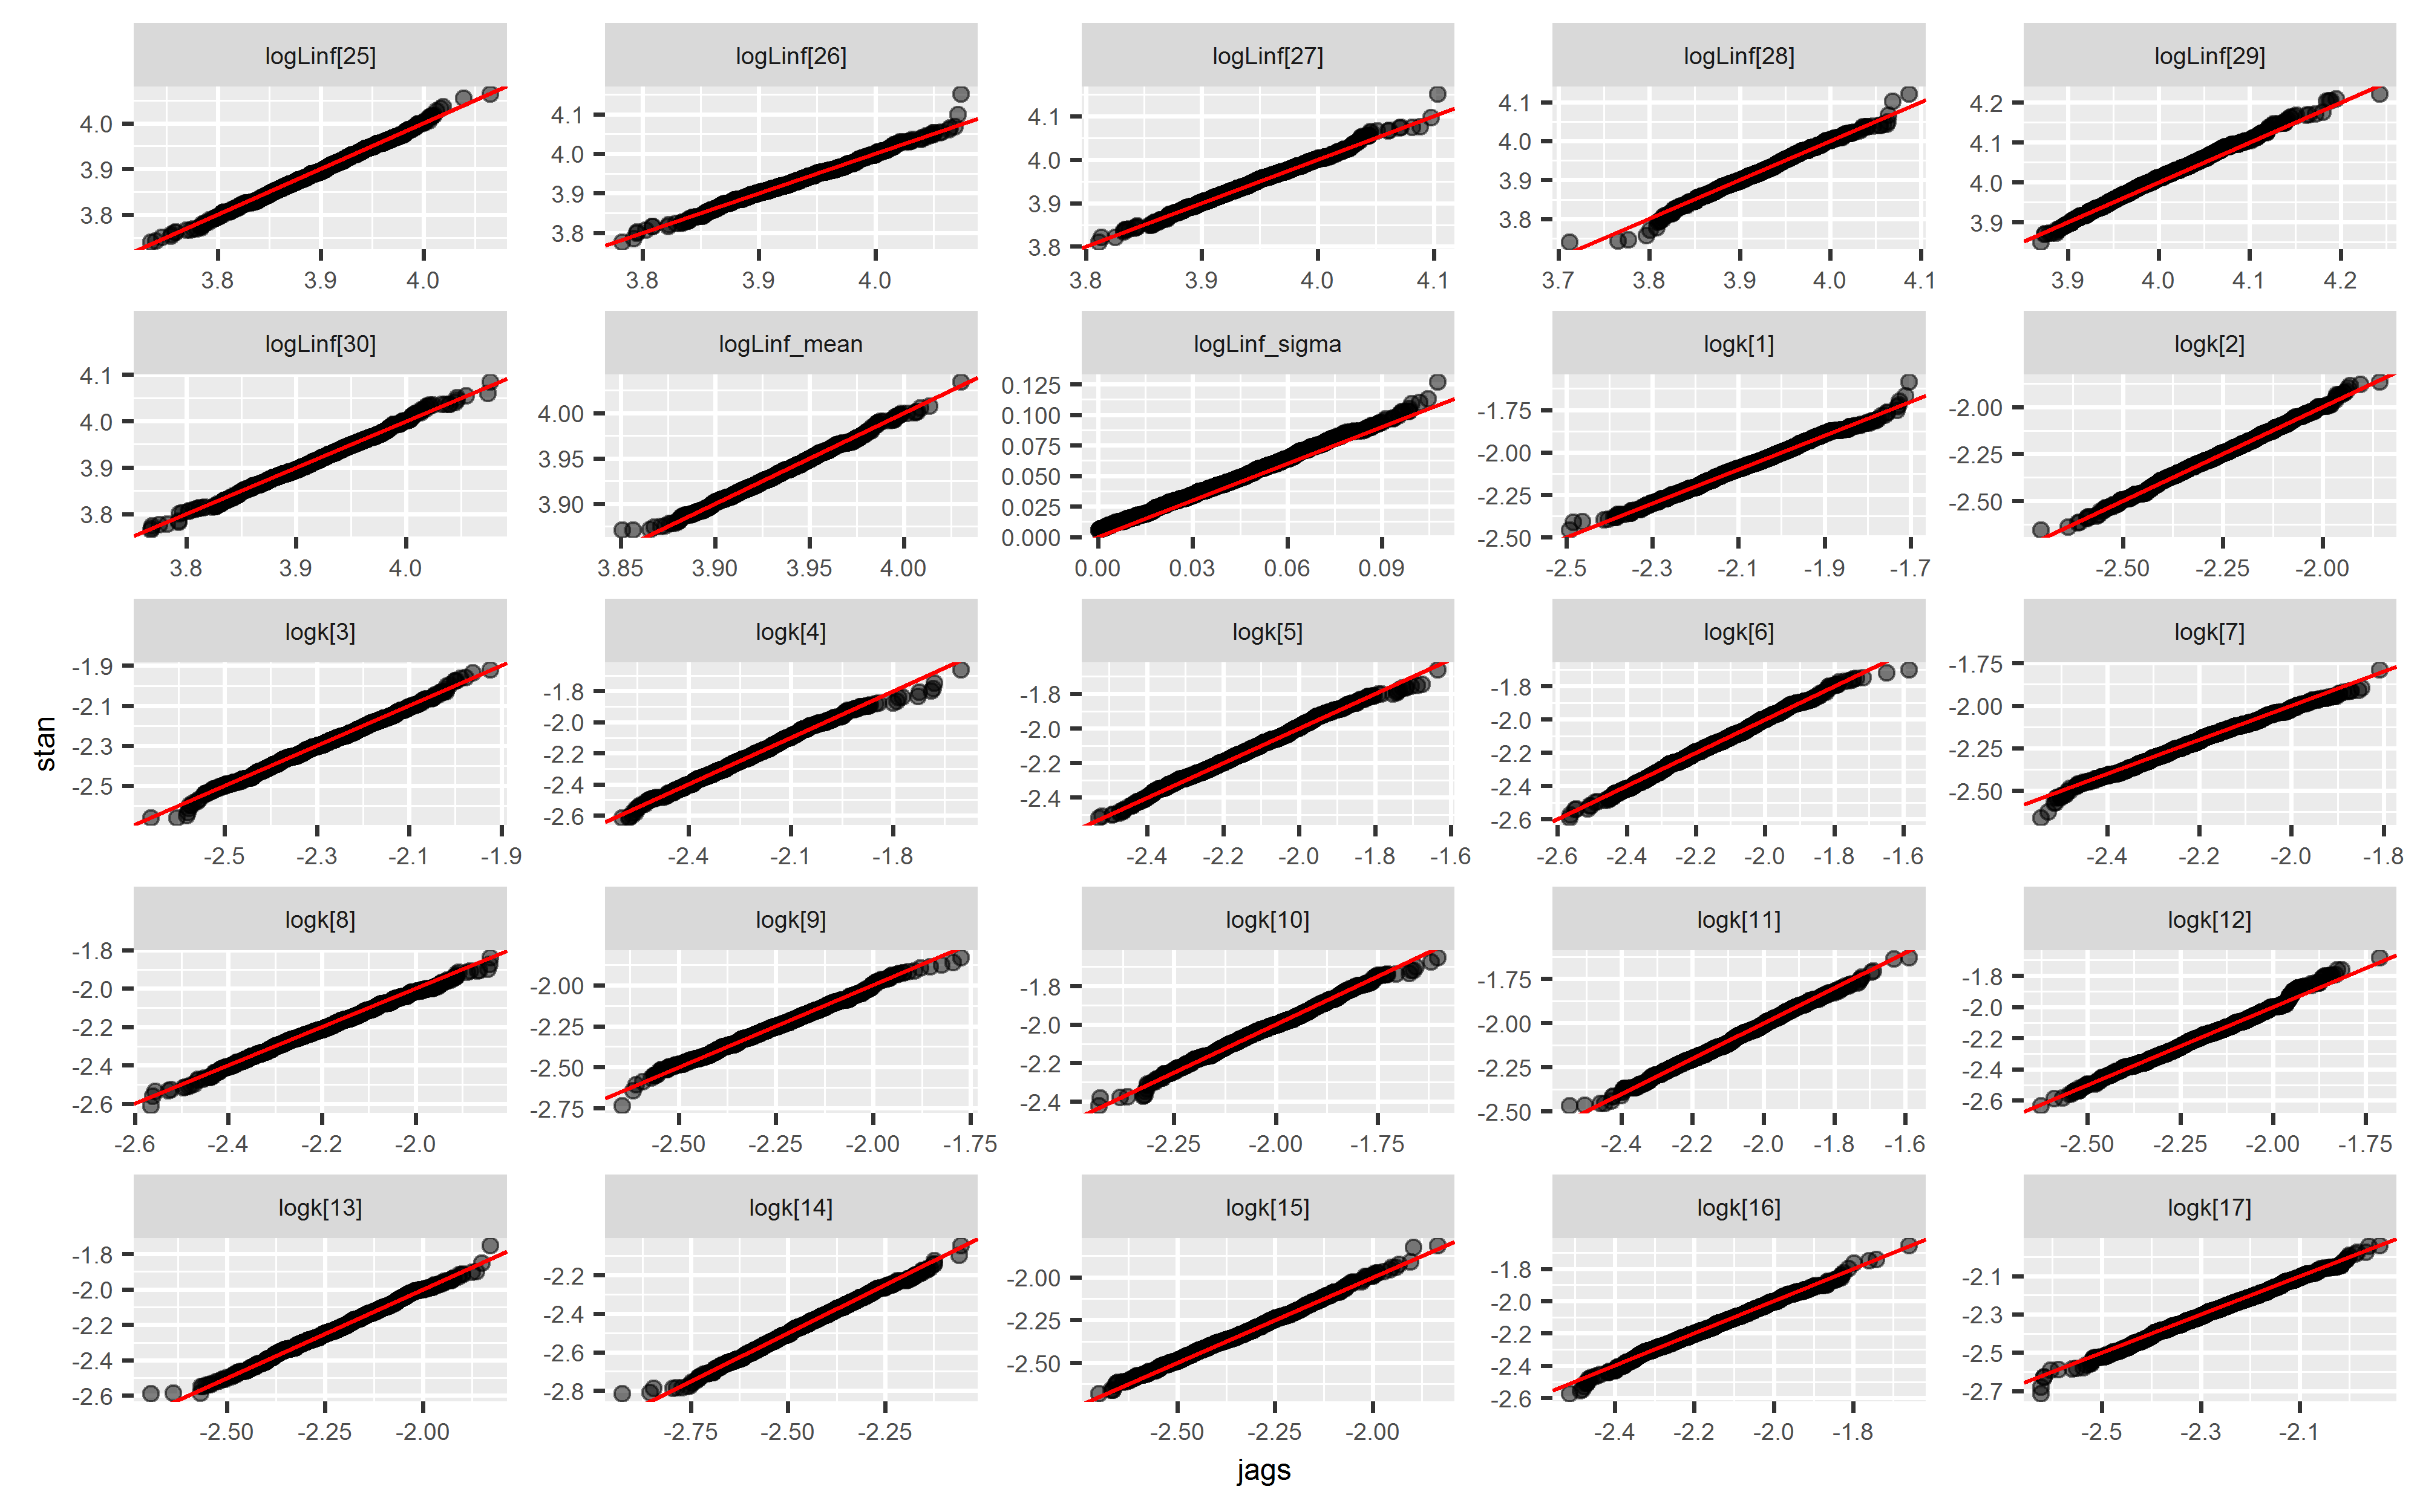 logLinf[25] logLinf[26] logLinf[27] logLinf[28] logLinf[29]
4.0 3.9 3.8 4.1 4.0 3.9 3.8 4.1 4.0 3.9 3.8 4.1 4.0 3.9 3.8 4.2 4.1 4.0 3.9
3.8 3.9 4.0 3.8 3.9 4.0 3.8 3.9 4.0 4.1 3.7 3.8 3.9 4.0 4.1 3.9 4.0 4.1 4.2
logLinf[30] logLinf_mean logLinf_sigma logk[1] logk[2]
4.1 4.0 3.9 3.8 4.00 3.95 3.90 0.125 0.100 0.075 0.050 0.025 0.000 -1.75 -2.00 -2.25 -2.50 -2.00 -2.25 -2.50
3.8 3.9 4.0 3.85 3.90 3.95 4.00 0.00 0.03 0.06 0.09 -2.5 -2.3 -2.1 -1.9 -1.7 -2.50 -2.25 -2.00
logk[3] logk[4] logk[5] logk[6] logk[7]
-1.9 -2.1 -2.3 -2.5 -1.8 -2.0 -2.2 -2.4 -2.6 -1.8 -2.0 -2.2 -2.4 -1.8 -2.0 -2.2 -2.4 -2.6 -1.75 -2.00 -2.25 -2.50
-2.5 -2.3 -2.1 -1.9 -2.4 -2.1 -1.8 -2.4 -2.2 -2.0 -1.8 -1.6 -2.6 -2.4 -2.2 -2.0 -1.8 -1.6 -2.4 -2.2 -2.0 -1.8
stan
logk[8] logk[9] logk[10] logk[11] logk[12]
-1.8 -2.0 -2.2 -2.4 -2.6 -2.00 -2.25 -2.50 -2.75 -1.8 -2.0 -2.2 -2.4 -1.75 -2.00 -2.25 -2.50 -1.8 -2.0 -2.2 -2.4 -2.6
-2.6 -2.4 -2.2 -2.0 -2.50 -2.25 -2.00 -1.75 -2.25 -2.00 -1.75 -2.4 -2.2 -2.0 -1.8 -1.6 -2.50 -2.25 -2.00 -1.75
logk[13] logk[14] logk[15] logk[16] logk[17]
-1.8 -2.0 -2.2 -2.4 -2.6 -2.2 -2.4 -2.6 -2.8 -2.00 -2.25 -2.50 -1.8 -2.0 -2.2 -2.4 -2.6 -2.1 -2.3 -2.5 -2.7
-2.50 -2.25 -2.00 -2.75 -2.50 -2.25 -2.50 -2.25 -2.00 -2.4 -2.2 -2.0 -1.8 -2.5 -2.3 -2.1
jags